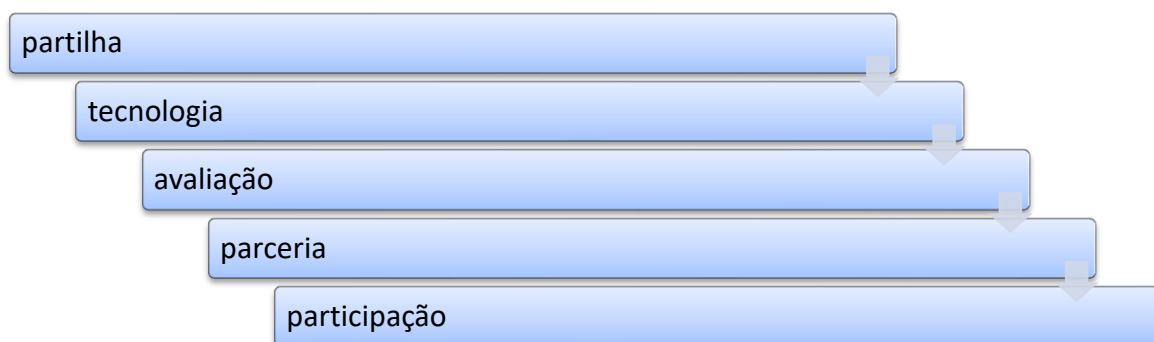 partilha
tecnologia
avaliação
parceria
participação